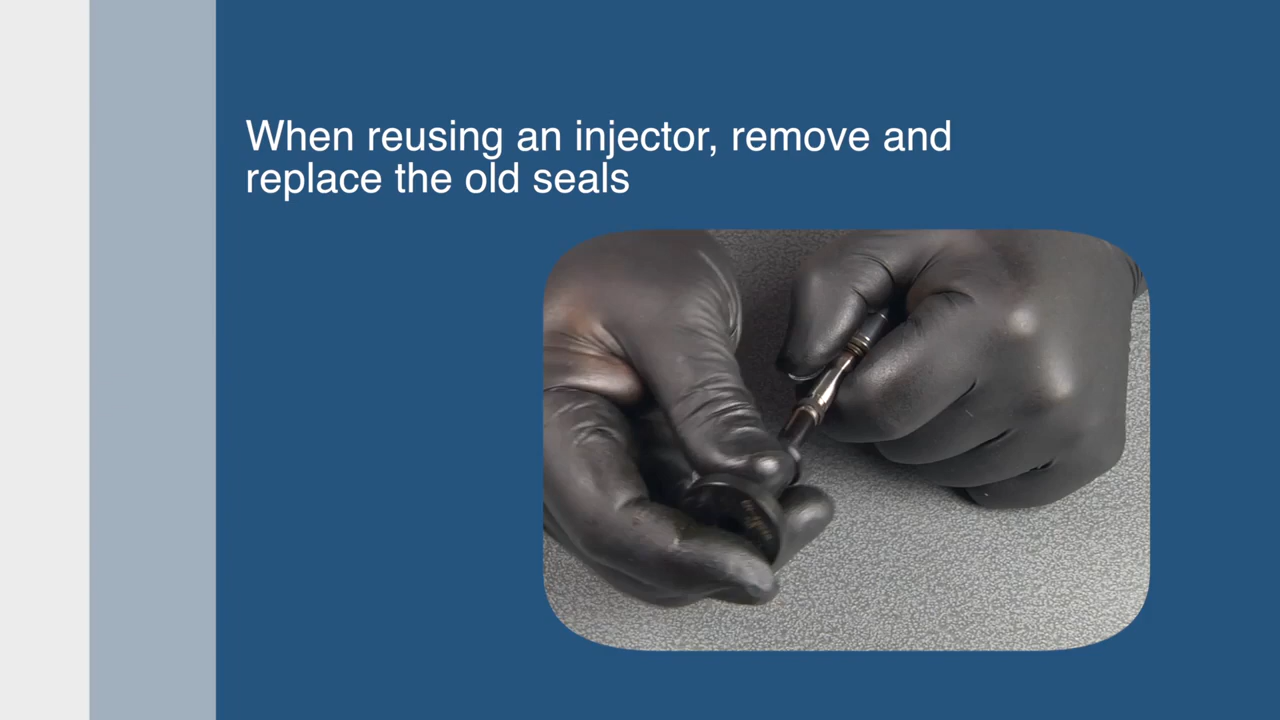 When reusing an injector, remove and
replace the old seals